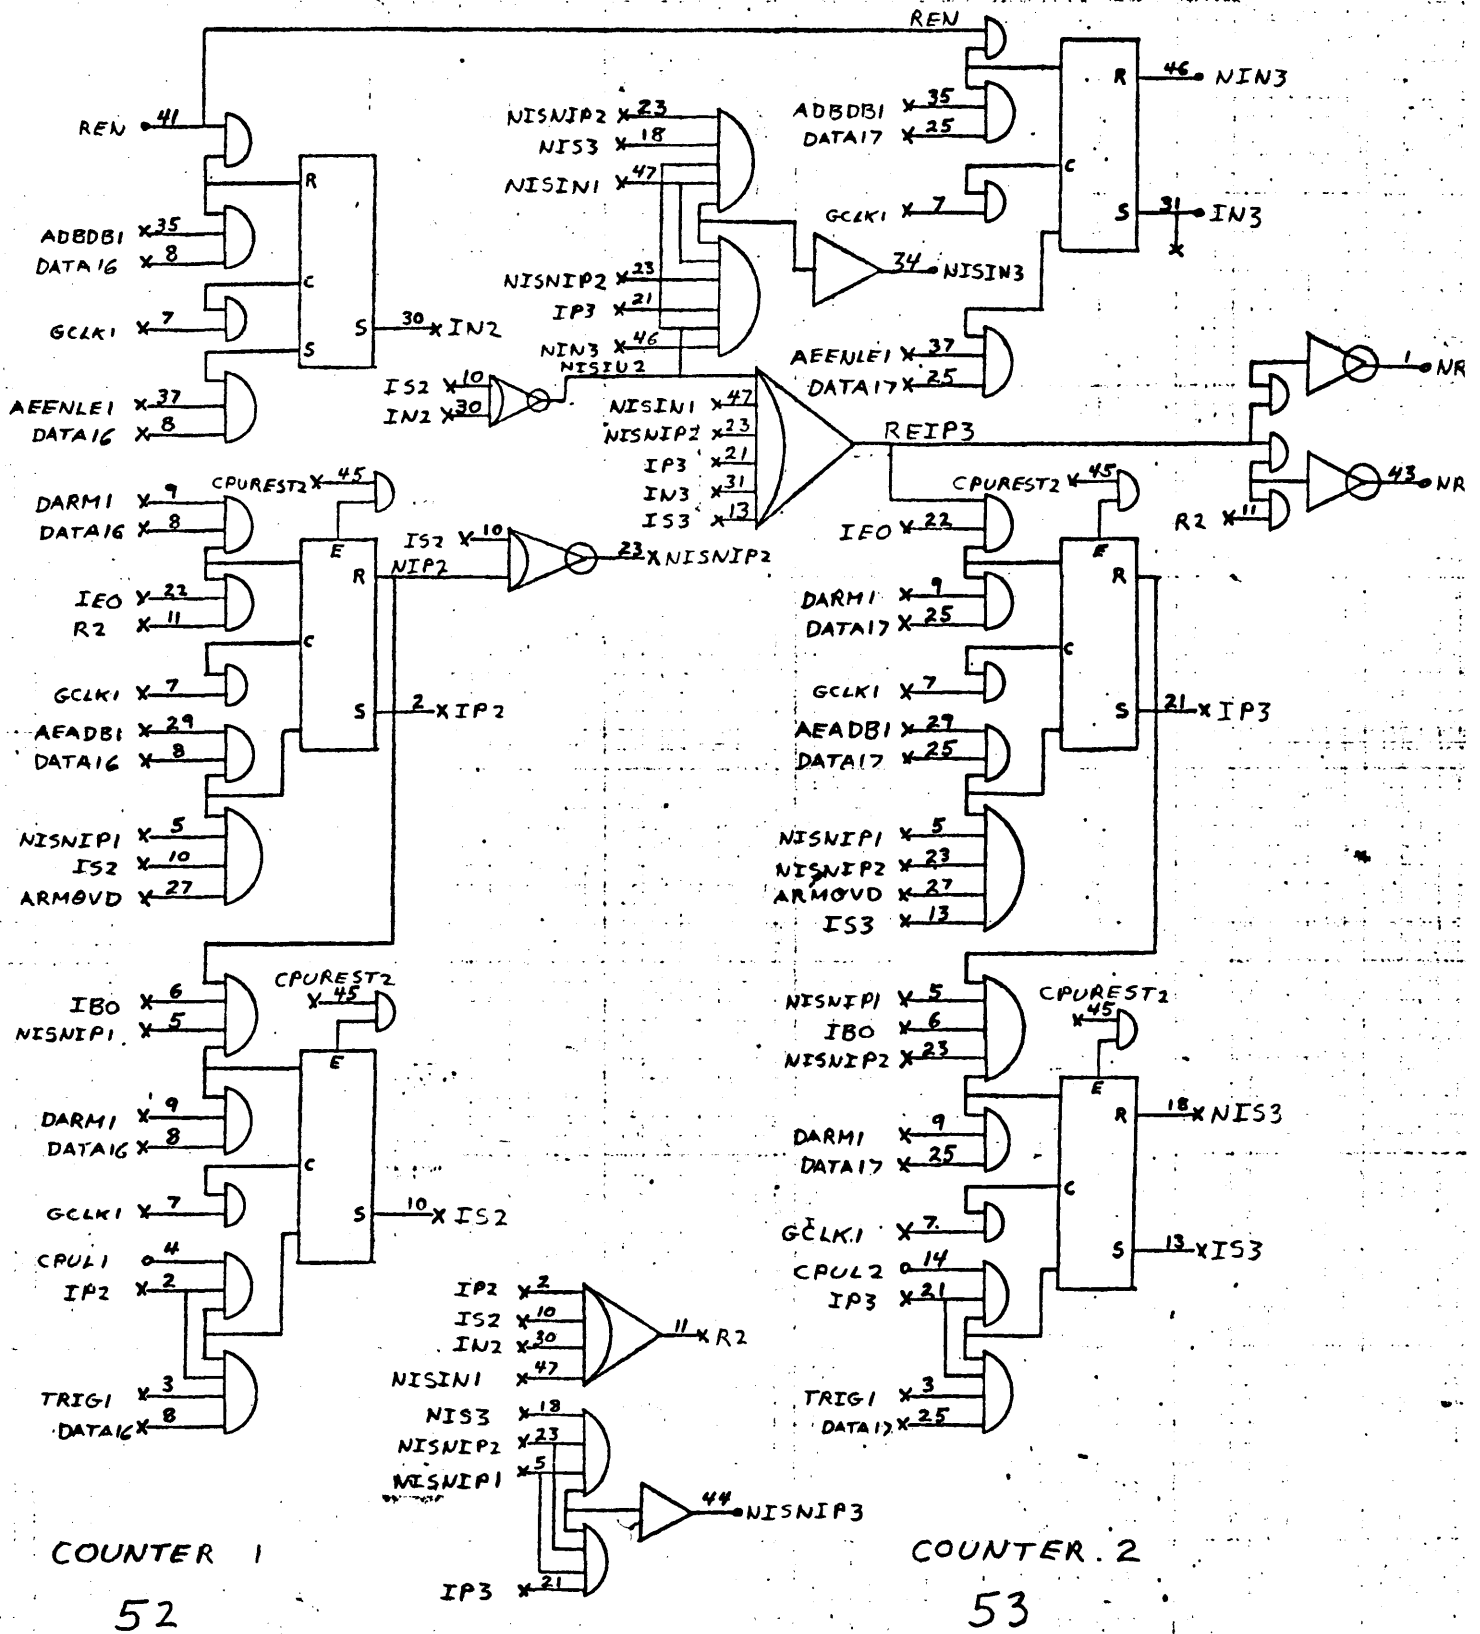 REN
REN 41
ADBDB1 35
DATA16 8
GCLK1 7
AEENLE1 37
DATA16 8
R
C
S
S
30 IN2
NISNIP2 23
NIS3 18
NISIN1 47
NISNIP2 23
IP3 21
NIN3 46
34 NISIN3
NISIN2
IS2 10
IN2 30
NISIN1 47
NISNIP2 23
IP3 21
IN3 31
IS3 13
REIP3
ADBDB1 35
DATA17 25
GCLK1 7
AEENLE1 37
DATA17 25
R
C
S
46 NIN3
31 IN3
1 NR
43 NR
R2 11
CPUREST2 45
DARM1 9
DATA16 8
IEO 22
R2 11
GCLK1 7
AEADB1 29
DATA16 8
NISNIP1 5
IS2 10
ARMOVD 27
E
R
C
S
NIP2
2 IP2
IS2 10
23 NISNIP2
CPUREST2 45
IEO 22
DARM1 9
DATA17 25
GCLK1 7
AEADB1 29
DATA17 25
NISNIP1 5
NISNIP2 23
ARMOVD 27
IS3 13
E
R
C
S
21 IP3
CPUREST2
45
IBO 6
NISNIP1 5
DARM1 9
DATA16 8
GCLK1 7
CPUL1 4
IP2 2
TRIG1 3
DATA16 8
E
C
S
10 IS2
CPUREST2
45
NISNIP1 5
IBO 6
NISNIP2 23
DARM1 9
DATA17 25
GCLK1 7
CPUL2 14
IP3 21
TRIG1 3
DATA17 25
E
R
C
S
18 NIS3
13 IS3
IP2 2
IS2 10
IN2 30
NISIN1 47
11 R2
NIS3 18
NISNIP2 23
NISNIP1 5
IP3 21
44 NISNIP3
COUNTER 1
52
COUNTER 2
53